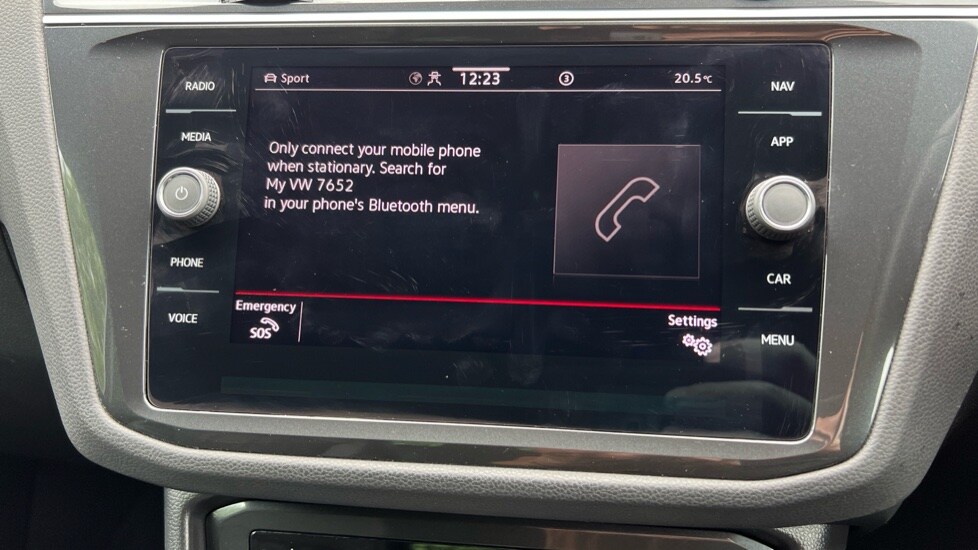 Sport 12:23 3 20.5°C
RADIO
MEDIA
PHONE
VOICE
Only connect your mobile phone
when stationary. Search for
My VW 7652
in your phone's Bluetooth menu.
Emergency
SOS
Settings
NAV
APP
CAR
MENU